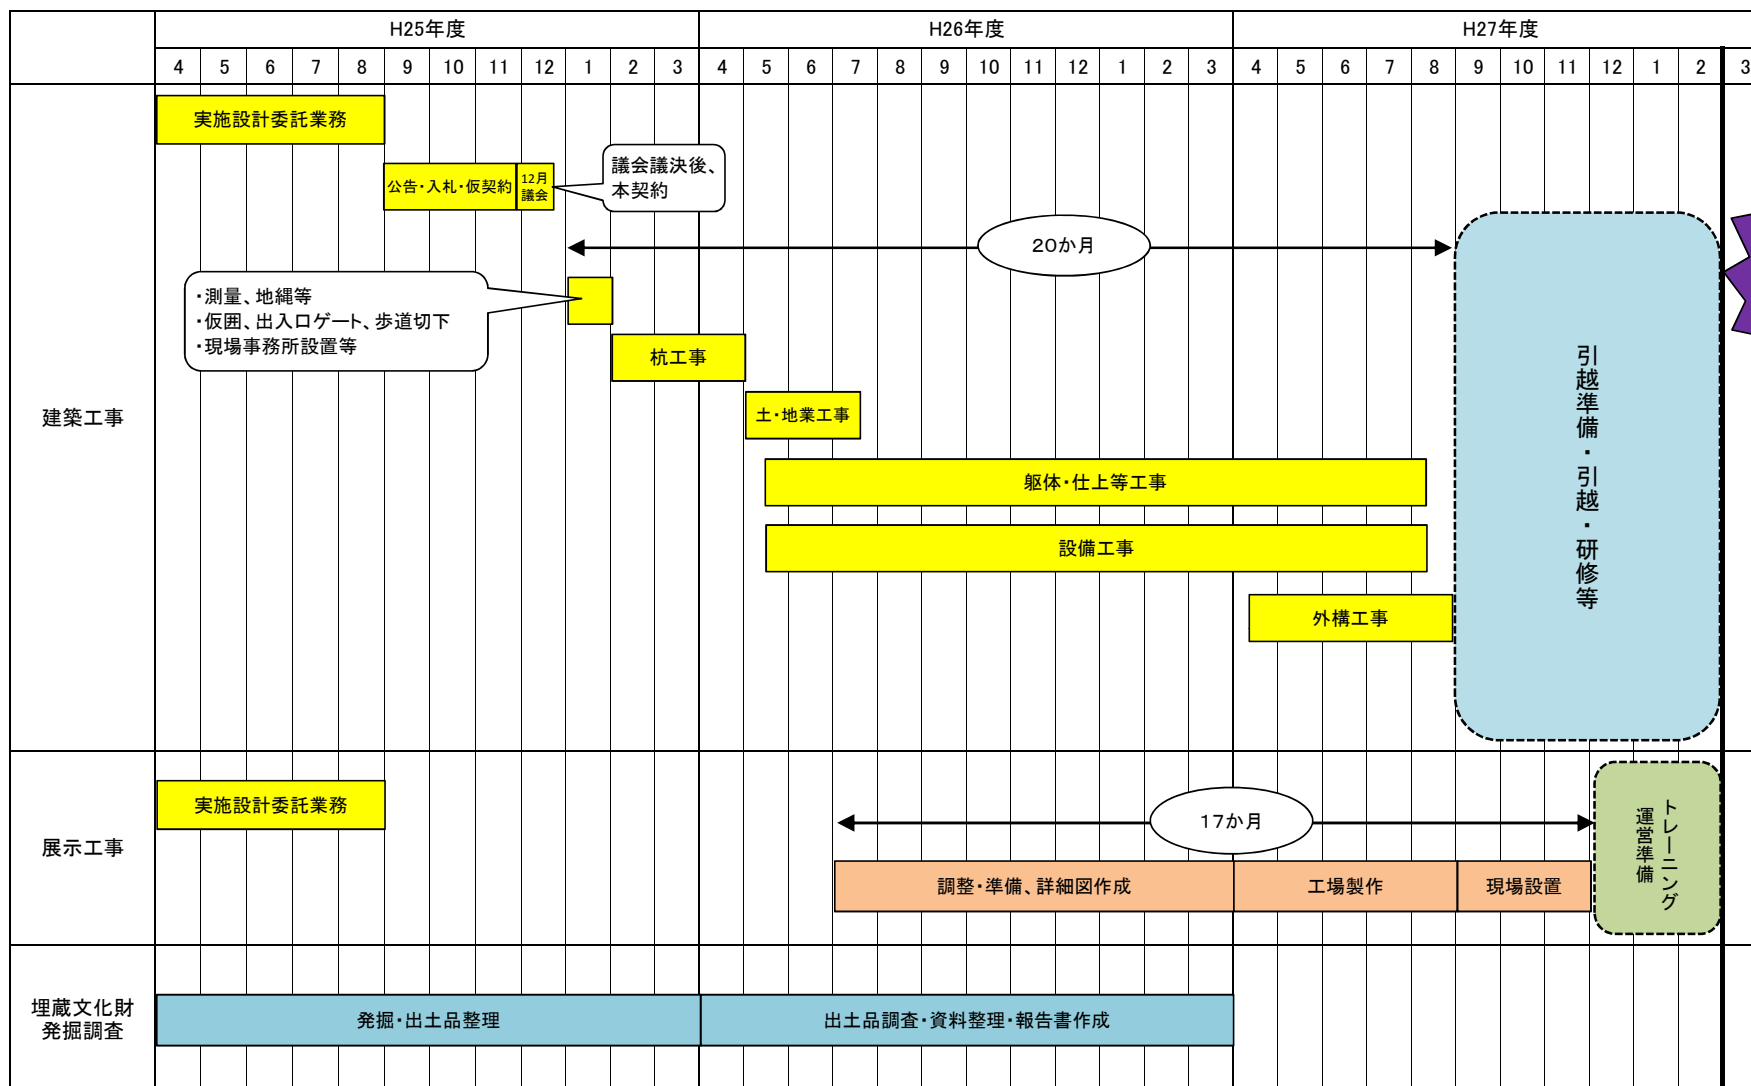 H25年度 H26年度 H27年度
4 5 6 7 8 9 10 11 12 1 2 3 4 5 6 7 8 9 10 11 12 1 2 3 4 5 6 7 8 9 10 11 12 1 2 3
建築工事
実施設計委託業務
公告・入札・仮契約
12月
議会
議会議決後、
本契約
20か月
・測量、地縄等
・仮囲、出入口ゲート、歩道切下
・現場事務所設置等
杭工事
土・地業工事
躯体・仕上等工事
設備工事
外構工事
引越準備・引越・研修等
展示工事
実施設計委託業務
17か月
調整・準備、詳細図作成
工場製作
現場設置
トレーニング
運営準備
埋蔵文化財
発掘調査
発掘・出土品整理
出土品調査・資料整理・報告書作成